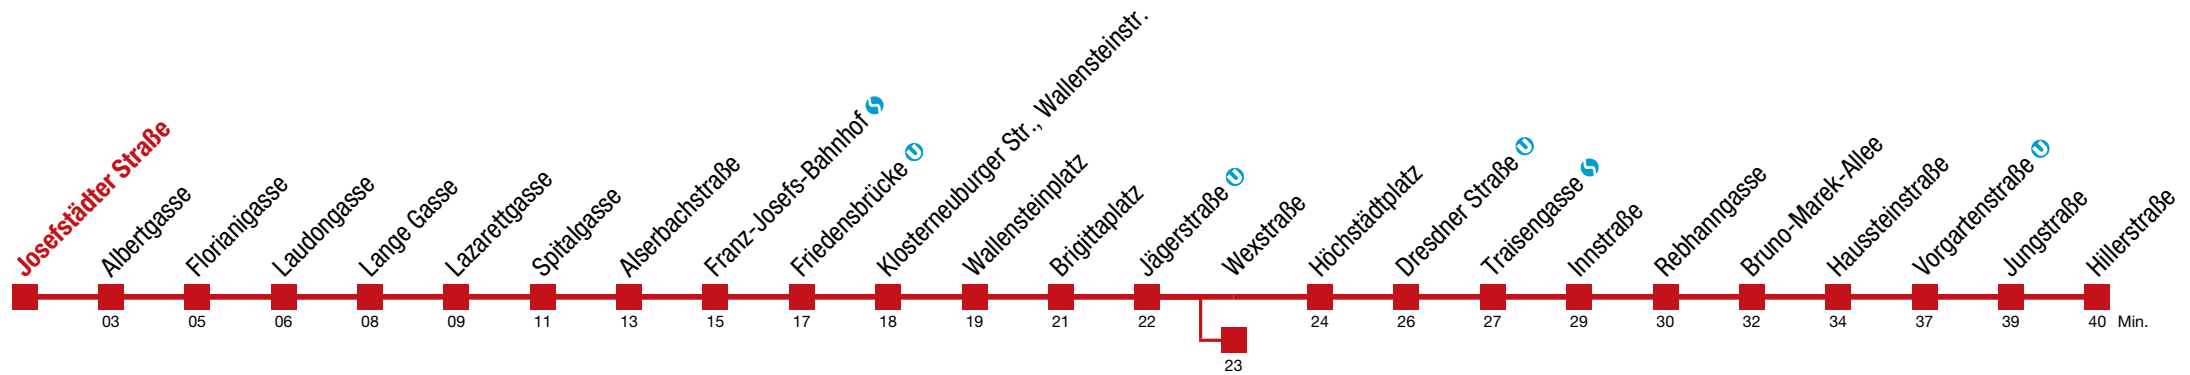 Josefstädter Straße
Albertgasse
Florianigasse
Laudongasse
Lange Gasse
Lazarettgasse
Spitalgasse
Alserbachstraße
Franz-Josefs-Bahnhof S
Friedensbrücke U
Klosterneuburger Str., Wallensteinstr.
Wallensteinplatz
Brigittaplatz
Jägerstraße U
Wexstraße
Höchstädtplatz
Dresdner Straße U
Traisengasse S
Innstraße
Rebhanngasse
Bruno-Marek-Allee
Haussteinstraße
Vorgartenstraße U
Jungstraße
Hillerstraße
03 05 06 08 09 11 13 15 17 18 19 21 22 24 26 27 29 30 32 34 37 39 40 Min.
23